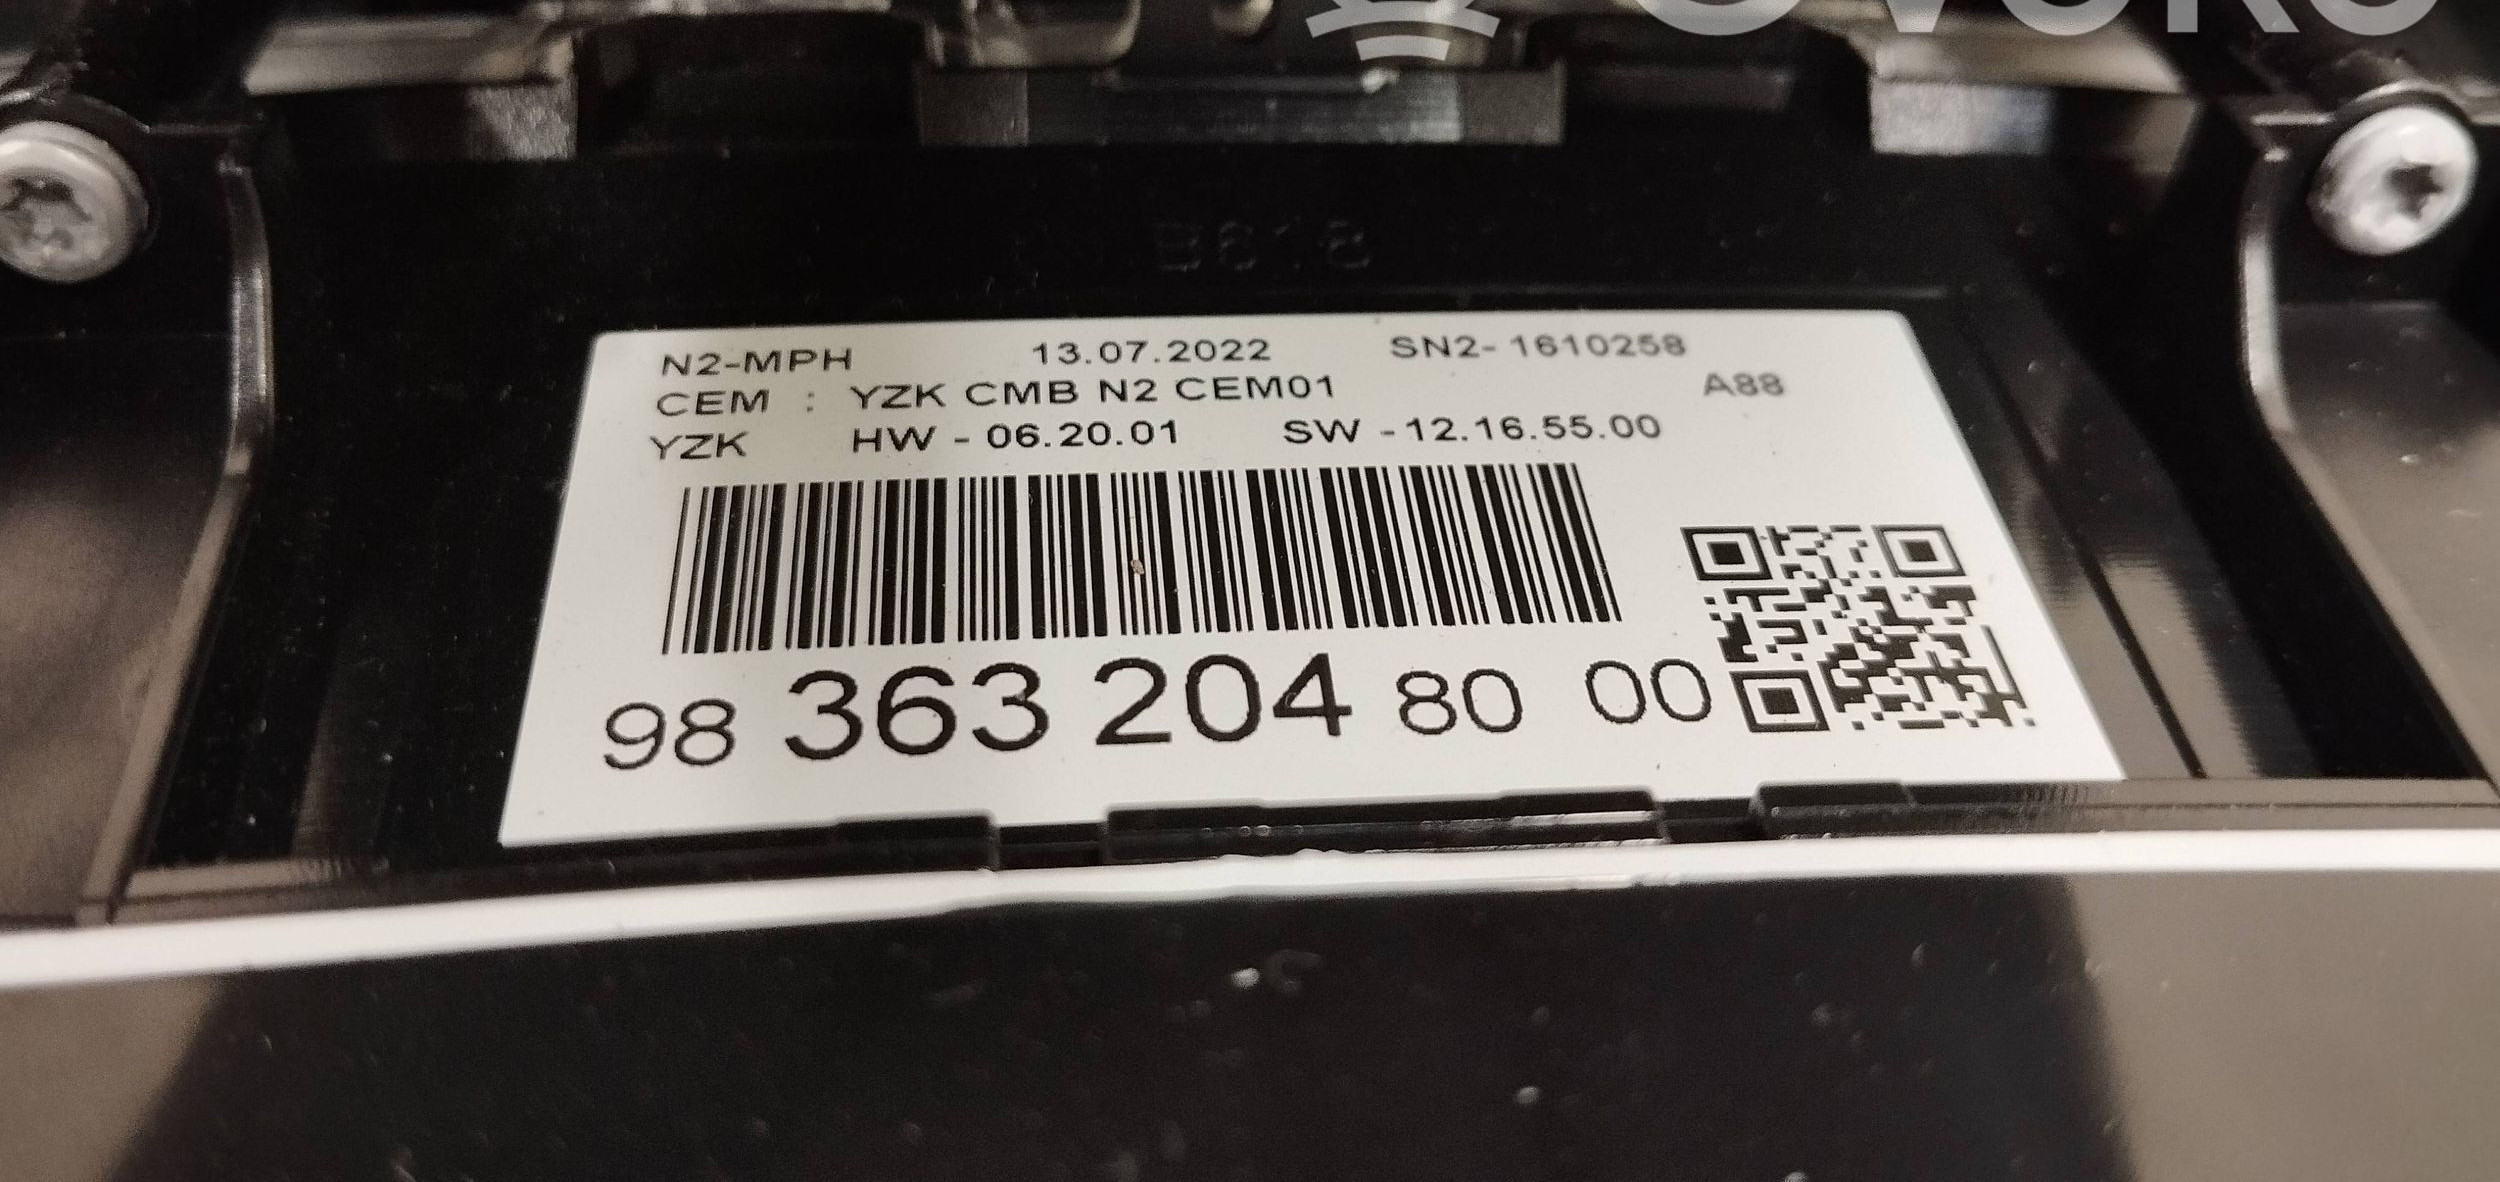 B618
N2-MPH 13.07.2022 SN2- 1610258
CEM : YZK CMB N2 CEM01 A88
YZK HW - 06.20.01 SW -12.16.55.00
98 363 204 80 00